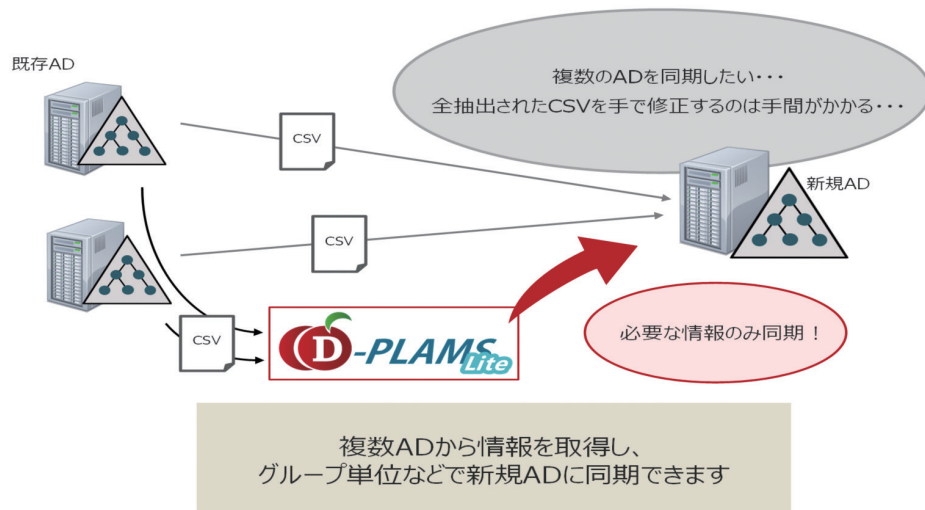 既存AD
複数のADを同期したい・・・
全抽出されたCSVを手で修正するのは手間がかかる・・・
CSV
新規AD
CSV
CSV
D-PLAMS
Lite
必要な情報のみ同期！
複数ADから情報を取得し、
グループ単位などで新規ADに同期できます